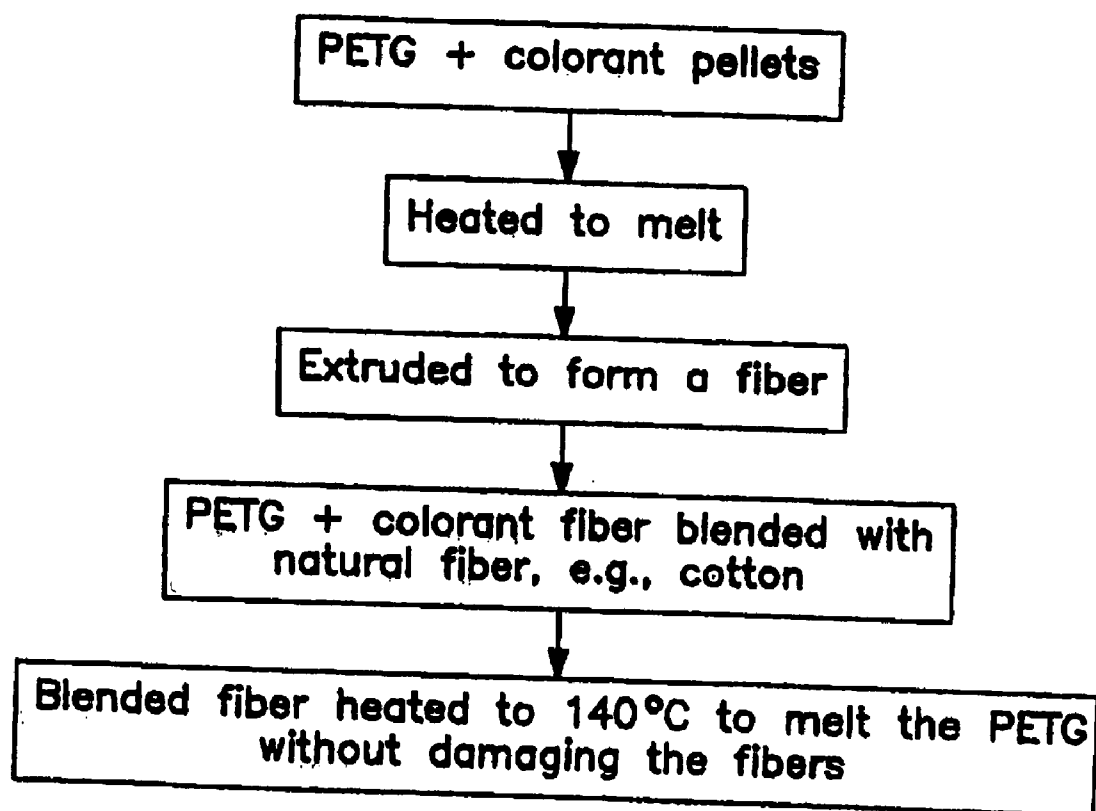 PETG + colorant pellets
Heated to melt
Extruded to form a fiber
PETG + colorant fiber blended with
natural fiber, e.g., cotton
Blended fiber heated to 140°C to melt the PETG
without damaging the fibers